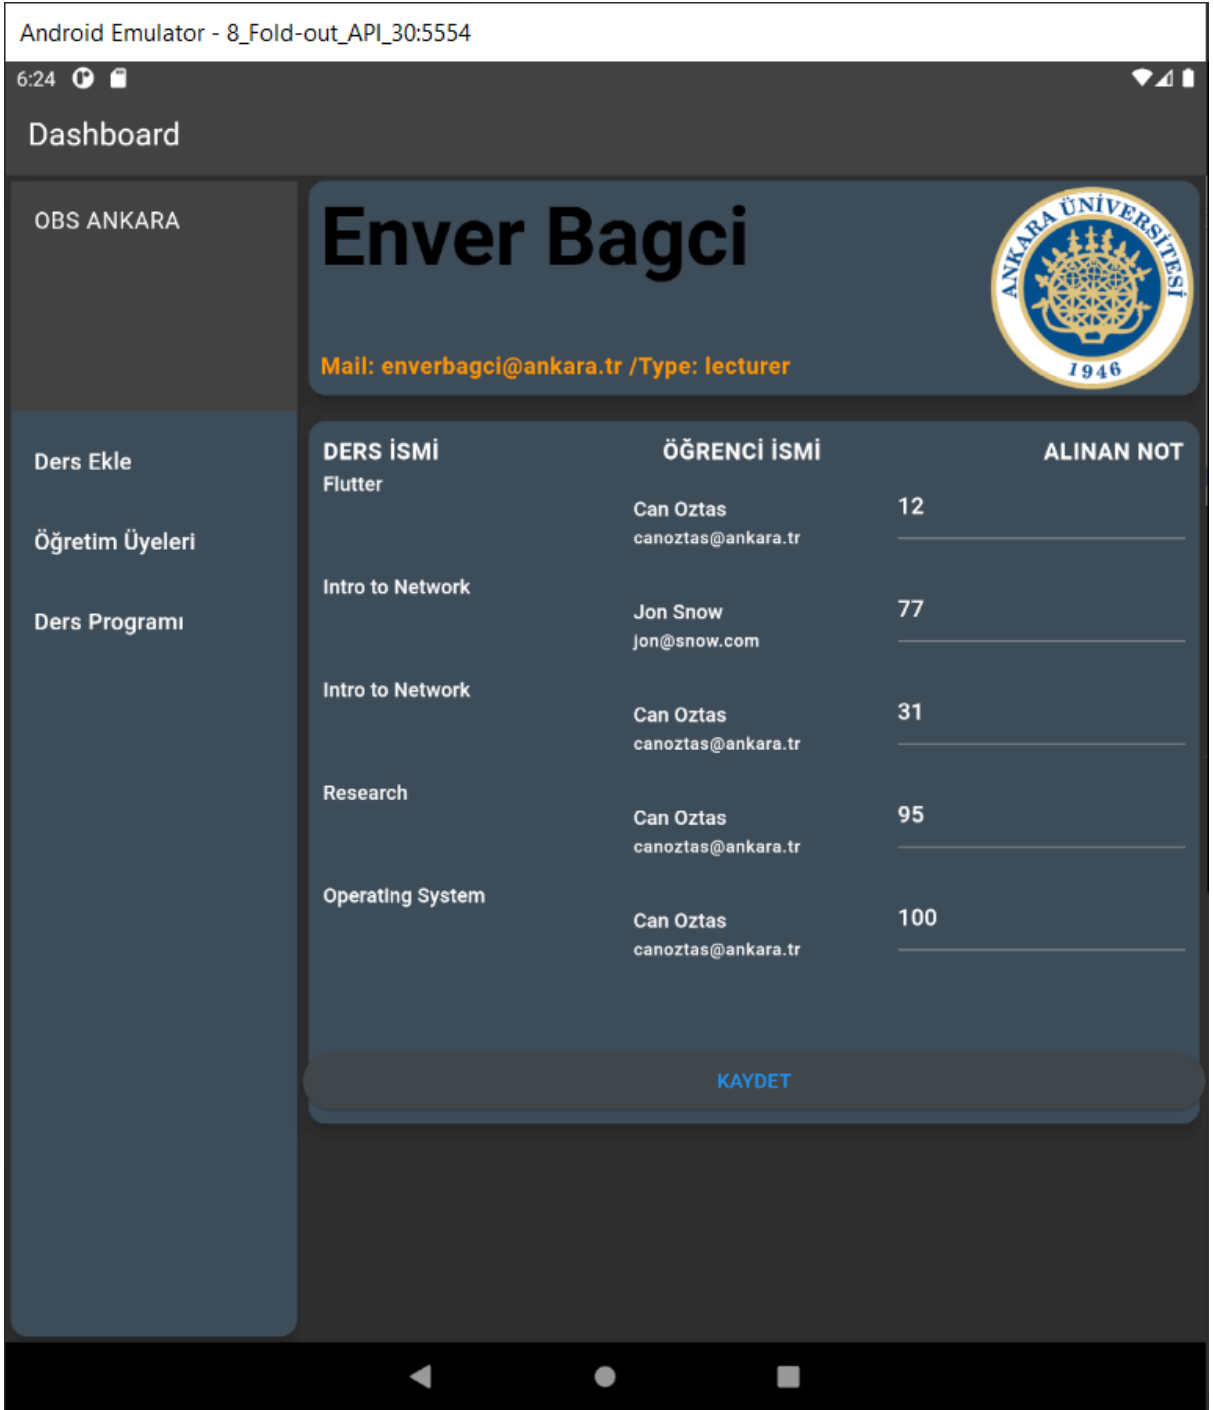 Android Emulator - 8_Fold-out_API_30:5554
6:24
Dashboard
OBS ANKARA
Enver Bagci
Mail: enverbagci@ankara.tr /Type: lecturer
ANKARA ÜNİVERSİTESİ
1946
Ders Ekle
Öğretim Üyeleri
Ders Programı
DERS İSMİ ÖĞRENCİ İSMİ ALINAN NOT
Flutter
Can Oztas 12
canoztas@ankara.tr
Intro to Network
Jon Snow 77
jon@snow.com
Intro to Network
Can Oztas 31
canoztas@ankara.tr
Research
Can Oztas 95
canoztas@ankara.tr
Operating System
Can Oztas 100
canoztas@ankara.tr
KAYDET